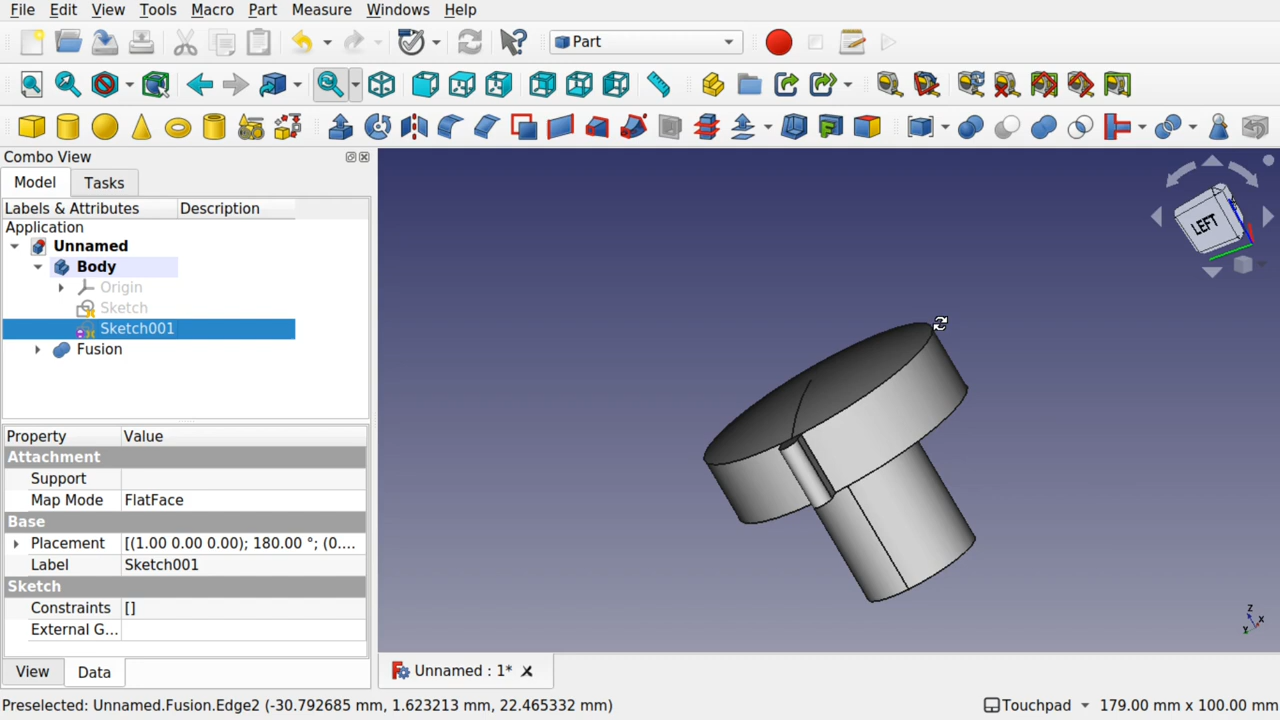 File Edit View Tools Macro Part Measure Windows Help
Part
Combo View
Model Tasks
Labels & Attributes Description
Application
Unnamed
Body
Origin
Sketch
Sketch001
Fusion
LEFT
Property Value
Attachment
Support
Map Mode FlatFace
Base
Placement [(1.00 0.00 0.00); 180.00 °; (0....
Label Sketch001
Sketch
Constraints []
External G...
Z
X
Y
View Data
Unnamed : 1*
Preselected: Unnamed.Fusion.Edge2 (-30.792685 mm, 1.623213 mm, 22.465332 mm)
Touchpad 179.00 mm x 100.00 mm